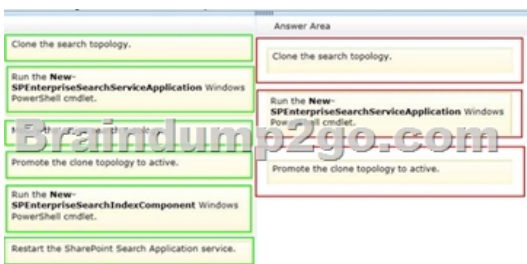 Answer Area
Clone the search topology.
Run the New-
SPEnterpriseSearchServiceApplication Windows
PowerShell cmdlet.
Promote the clone topology to active.
Run the New-
SPEnterpriseSearchIndexComponent Windows
PowerShell cmdlet.
Restart the SharePoint Search Application service.
Clone the search topology.
Run the New-
SPEnterpriseSearchServiceApplication Windows
PowerShell cmdlet.
Promote the clone topology to active.
Braindump2go.com